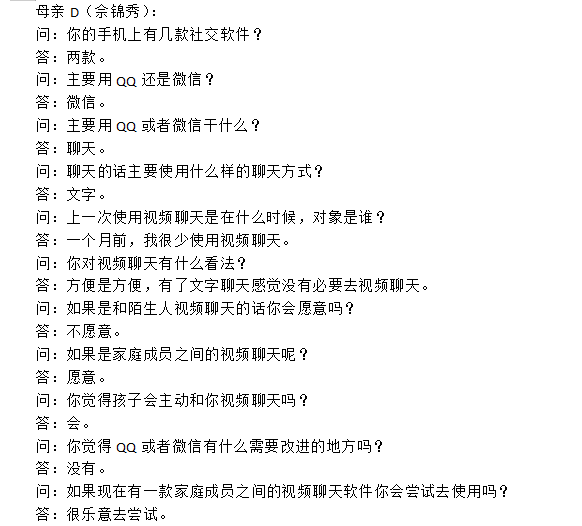 母亲 D（余锦秀）：
问：你的手机上有几款社交软件？
答：两款。
问：主要用 QQ 还是微信？
答：微信。
问：主要用 QQ 或者微信干什么？
答：聊天。
问：聊天的话主要使用什么样的聊天方式？
答：文字。
问：上一次使用视频聊天是在什么时候，对象是谁？
答：一个月前，我很少使用视频聊天。
问：你对视频聊天有什么看法？
答：方便是方便，有了文字聊天感觉没有必要去视频聊天。
问：如果是和陌生人视频聊天的话你会愿意吗？
答：不愿意。
问：如果是家庭成员之间的视频聊天呢？
答：愿意。
问：你觉得孩子会主动和你视频聊天吗？
答：会。
问：你觉得 QQ 或者微信有什么需要改进的地方吗？
答：没有。
问：如果现在有一款家庭成员之间的视频聊天软件你会尝试去使用吗？
答：很乐意去尝试。